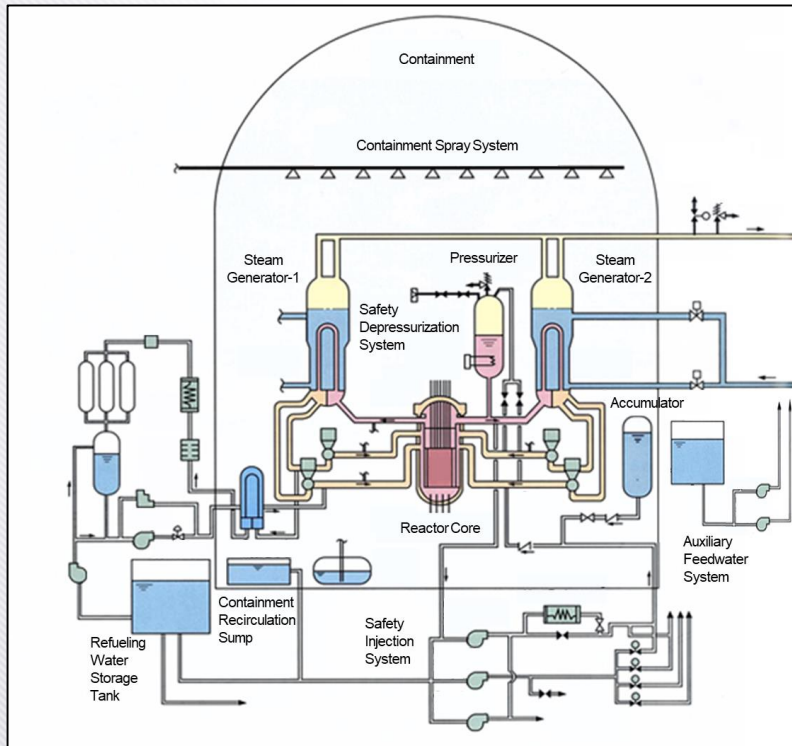 Containment
Containment Spray System
Steam
Generator-1
Pressurizer
Steam
Generator-2
Safety
Depressurization
System
Accumulator
Reactor Core
Auxiliary
Feedwater
System
Containment
Recirculation
Sump
Refueling
Water
Storage
Tank
Safety
Injection
System